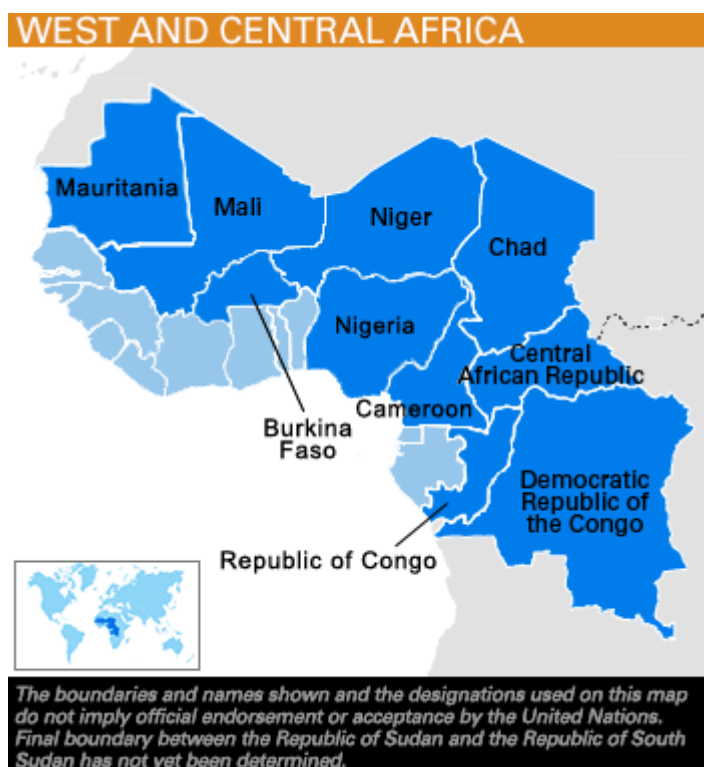 WEST AND CENTRAL AFRICA
Mauritania
Mali
Niger
Chad
Nigeria
Central
African Republic
Cameroon
Burkina
Faso
Democratic
Republic of
the Congo
Republic of Congo
The boundaries and names shown and the designations used on this map
do not imply official endorsement or acceptance by the United Nations.
Final boundary between the Republic of Sudan and the Republic of South
Sudan has not yet been determined.